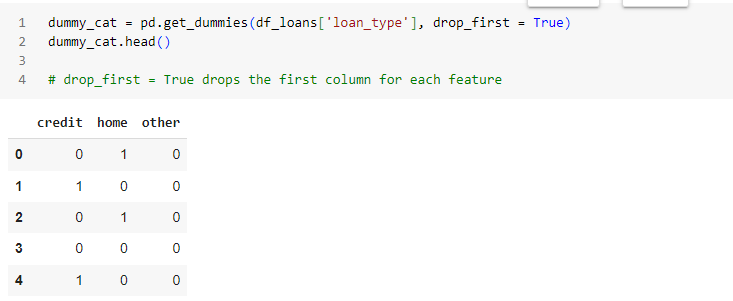 1 dummy_cat = pd.get_dummies(df_loans['loan_type'], drop_first = True)
2 dummy_cat.head()
3
4 # drop_first = True drops the first column for each feature
credit home other
0 0 1 0
1 1 0 0
2 0 1 0
3 0 0 0
4 1 0 0